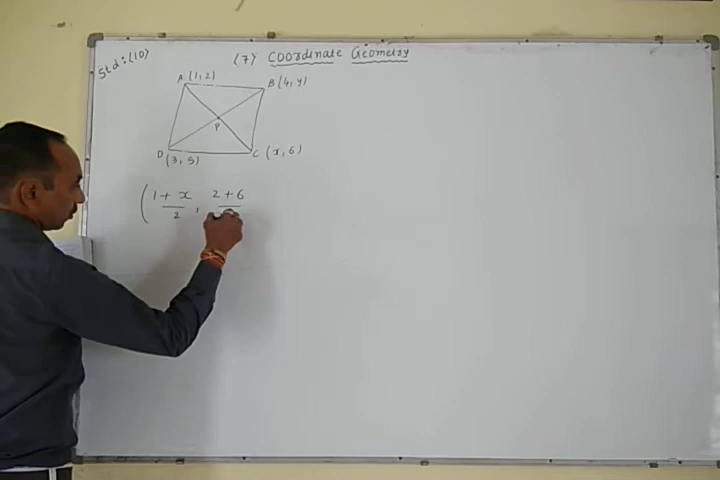 Std:(10)
(7) Coordinate Geometry
A (1,2)
B (4, y)
P
D
C (x, 6)
(3, 5)
( 1 + x / 2 , 2 + 6